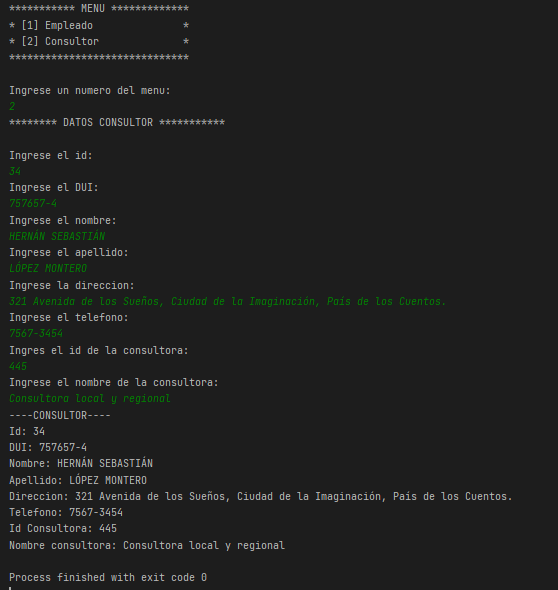 *********** MENU *************
* [1] Empleado               *
* [2] Consultor              *
******************************
Ingrese un numero del menu:
2
******** DATOS CONSULTOR ***********
Ingrese el id:
34
Ingrese el DUI:
757657-4
Ingrese el nombre:
HERNÁN SEBASTIÁN
Ingrese el apellido:
LÓPEZ MONTERO
Ingrese la direccion:
321 Avenida de los Sueños, Ciudad de la Imaginación, País de los Cuentos.
Ingrese el telefono:
7567-3454
Ingres el id de la consultora:
445
Ingrese el nombre de la consultora:
Consultora local y regional
----CONSULTOR----
Id: 34
DUI: 757657-4
Nombre: HERNÁN SEBASTIÁN
Apellido: LÓPEZ MONTERO
Direccion: 321 Avenida de los Sueños, Ciudad de la Imaginación, País de los Cuentos.
Telefono: 7567-3454
Id Consultora: 445
Nombre consultora: Consultora local y regional
Process finished with exit code 0